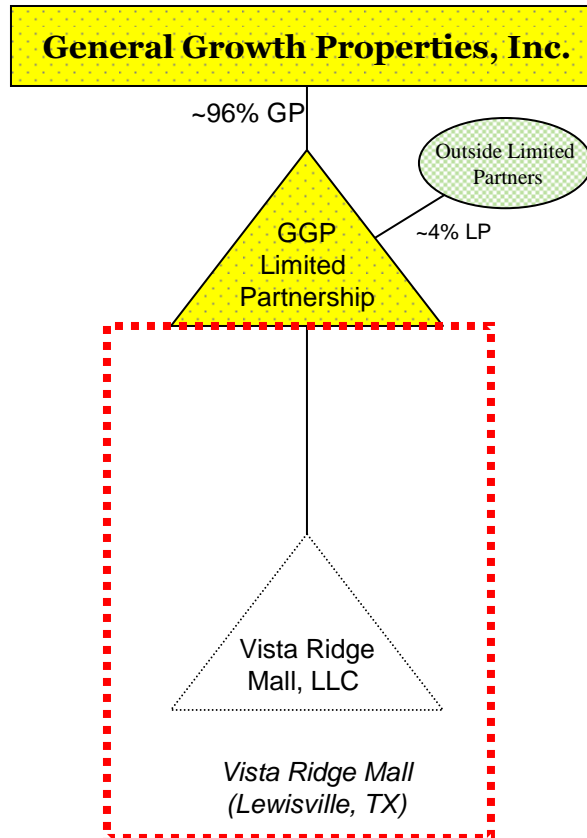 General Growth Properties, Inc.
~96% GP
Outside Limited
Partners
~4% LP
GGP
Limited
Partnership
Vista Ridge
Mall, LLC
Vista Ridge Mall
(Lewisville, TX)